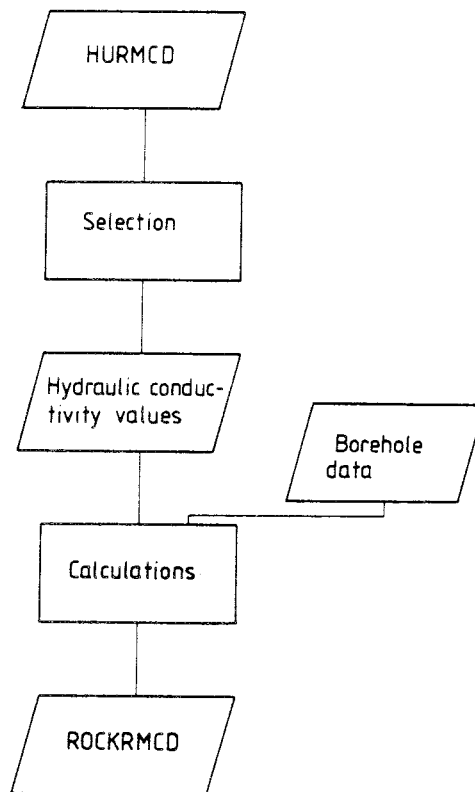 HURMCD
Selection
Hydraulic conduc-
tivity values
Borehole
data
Calculations
ROCKRMCD